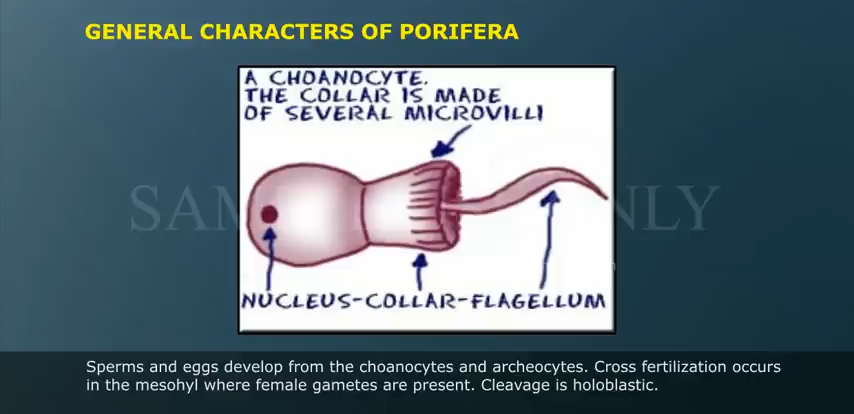 GENERAL CHARACTERS OF PORIFERA
A CHOANOCYTE.
THE COLLAR IS MADE
OF SEVERAL MICROVILLI
NUCLEUS-COLLAR-FLAGELLUM
Sperms and eggs develop from the choanocytes and archeocytes. Cross fertilization occurs
in the mesohyl where female gametes are present. Cleavage is holoblastic.